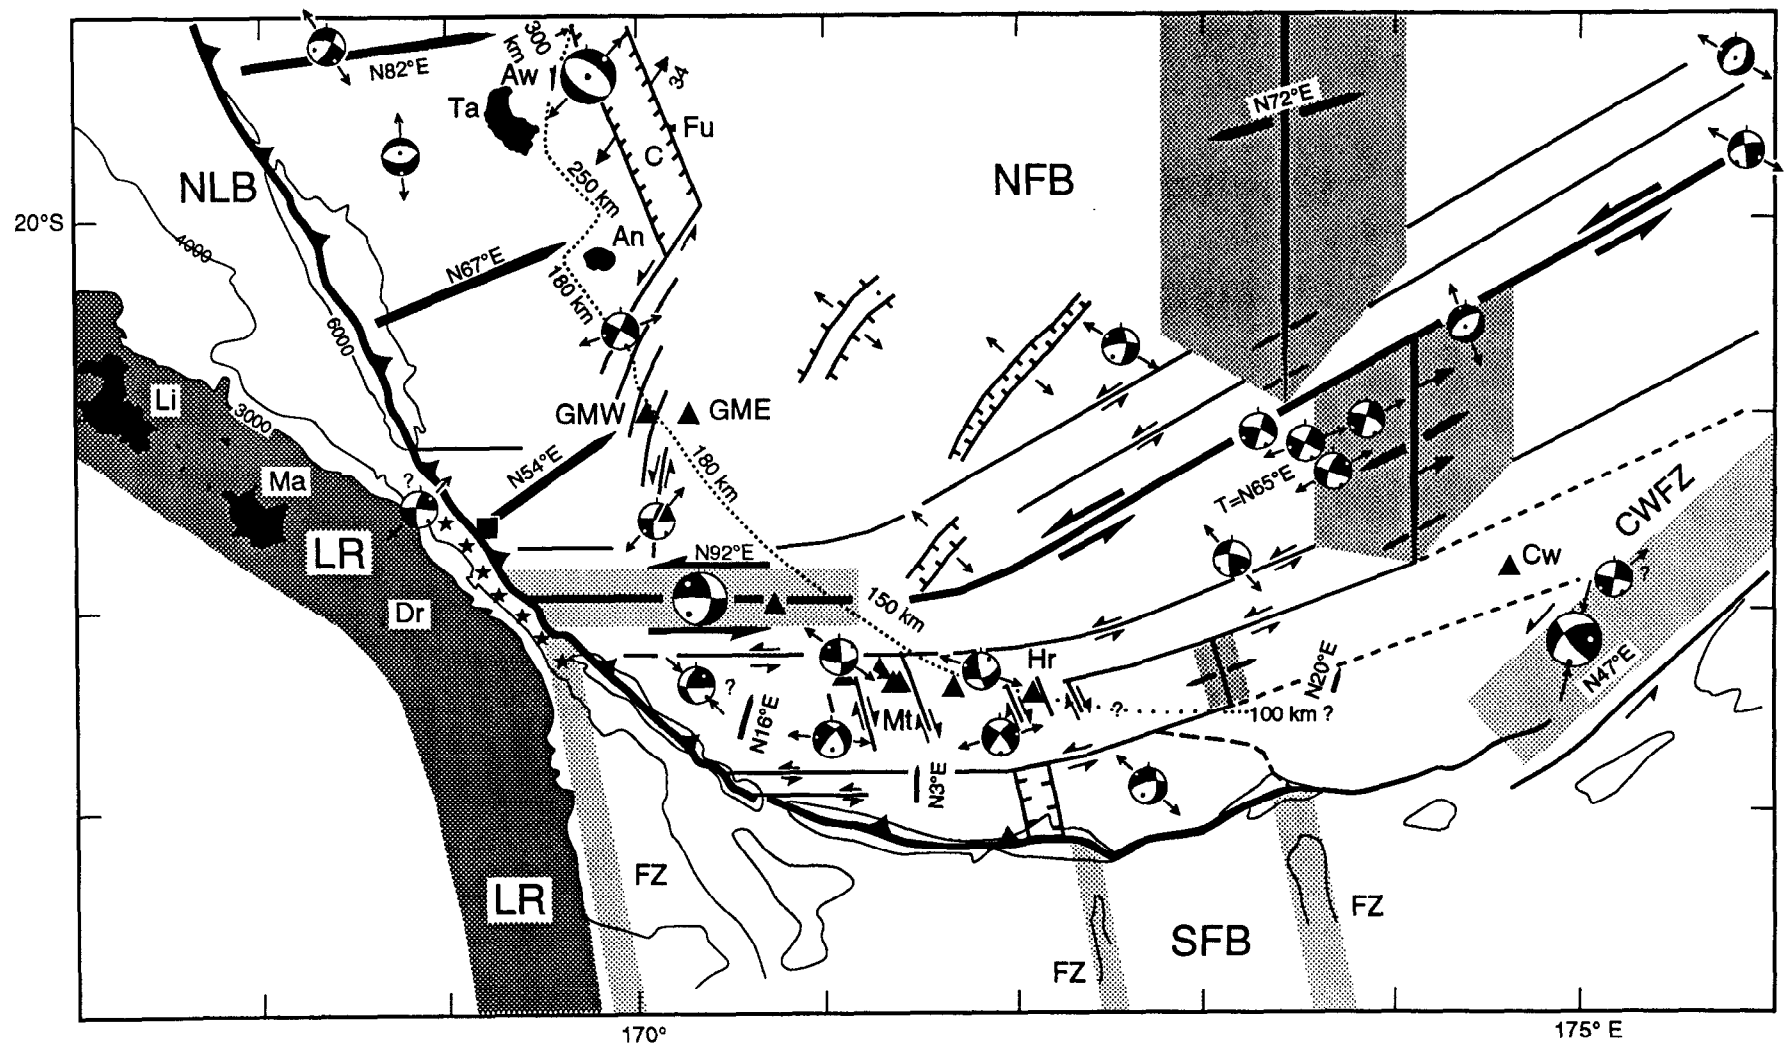 300
km
N82°E
Aw
Ta
34
Fu
C
N72°E
NLB
NFB
250 km
20°S
4000
An
N67°E
180 km
6000
Li
GMW
GME
3000
N54°E
180 km
?
Ma
T=N65°E
CWFZ
LR
N92°E
Cw
?
Dr
150 km
Hr
N20°E
N47°E
?
N16°E
Mt
?
100 km ?
N3°E
LR
FZ
FZ
SFB
FZ
170°
175° E